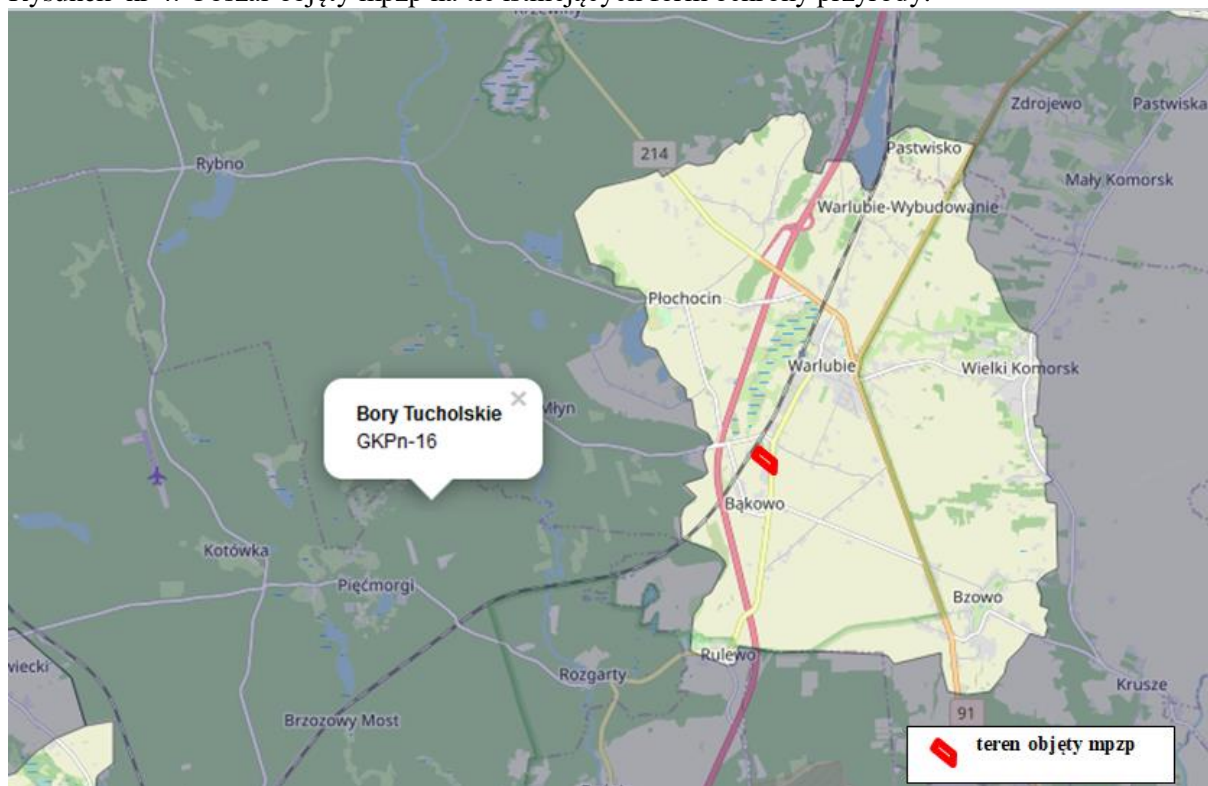 Rysunek nr 4. Obszar objęty mpzp na tle istniejących form ochrony przyrody.
Krzewiny
Zdrojewo
Pastwiska
Rybno
214
Pastwisko
Mały Komorsk
Warlubie-Wybudowanie
Płochocin
Warlubie
Wielki Komorsk
Bory Tucholskie ×
GKPn-16
Młyn
Bąkowo
Kotówka
Pięćmorgi
Bzowo
wiecki
Rulewo
Rozgarty
Krusze
Brzozowy Most
91
teren objęty mpzp